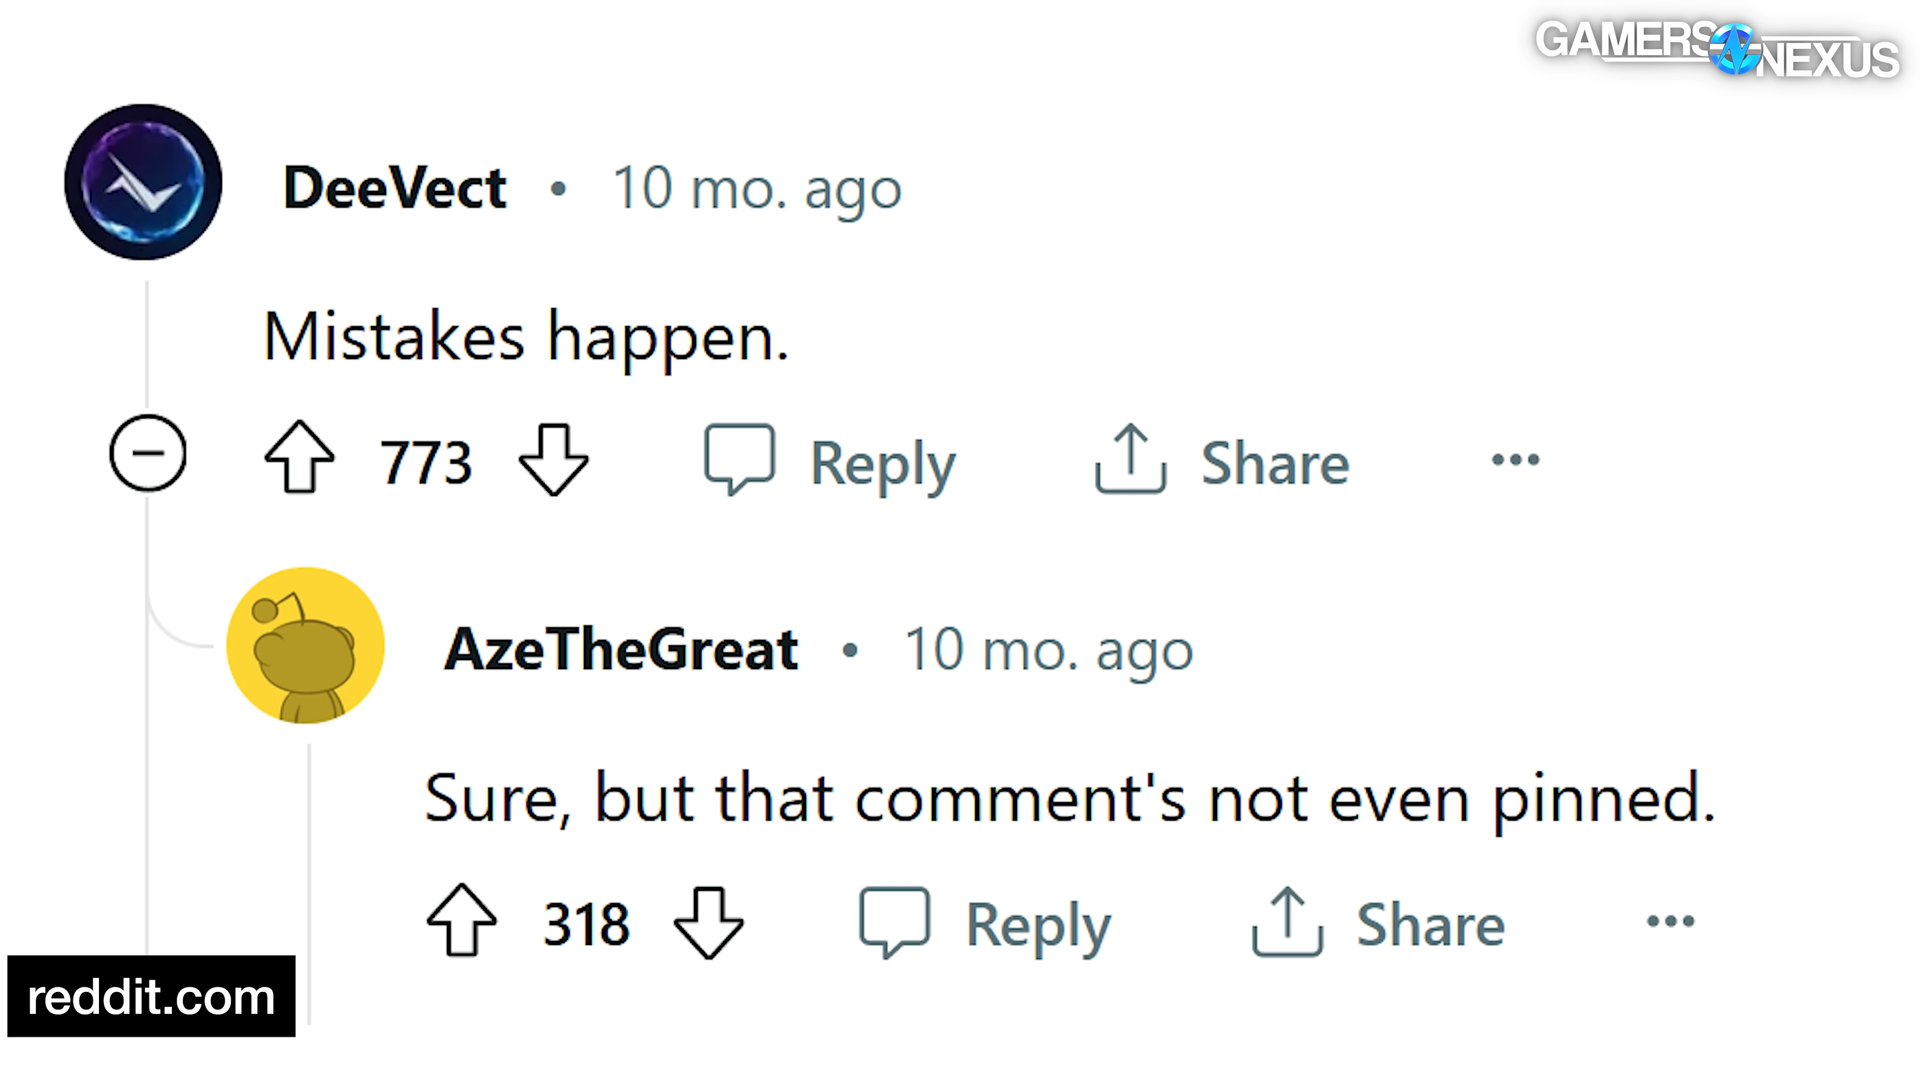 GAMERS NEXUS
DeeVect • 10 mo. ago
Mistakes happen.
773 Reply Share ...
AzeTheGreat • 10 mo. ago
Sure, but that comment's not even pinned.
318 Reply Share ...
reddit.com